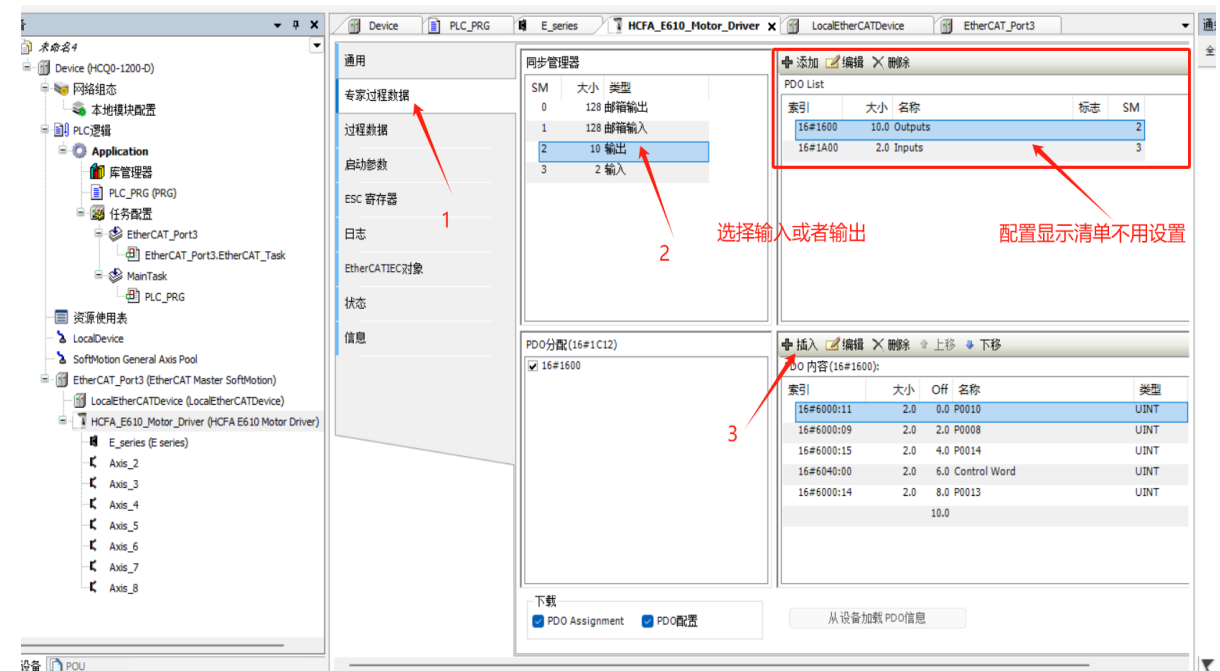 Device
PLC_PRG
E_series
HCFA_E610_Motor_Driver
LocalEtherCATDevice
EtherCAT_Port3
未命名4
Device (HCQ0-1200-D)
网络组态
本地模块配置
PLC逻辑
Application
库管理器
PLC_PRG (PRG)
任务配置
EtherCAT_Port3
EtherCAT_Port3.EtherCAT_Task
MainTask
PLC_PRG
资源使用表
LocalDevice
SoftMotion General Axis Pool
EtherCAT_Port3 (EtherCAT Master SoftMotion)
LocalEtherCATDevice (LocalEtherCATDevice)
HCFA_E610_Motor_Driver (HCFA E610 Motor Driver)
E_series (E series)
Axis_2
Axis_3
Axis_4
Axis_5
Axis_6
Axis_7
Axis_8
设备 POU
通用
专家过程数据
过程数据
启动参数
ESC 寄存器
日志
EtherCATIEC对象
状态
信息
1
同步管理器
SM 大小 类型
0 128 邮箱输出
1 128 邮箱输入
2 10 输出
3 2 输入
2
选择输入或者输出
添加 编辑 删除
PDO List
索引 大小 名称 标志 SM
16#1600 10.0 Outputs 2
16#1A00 2.0 Inputs 3
配置显示清单不用设置
PDO分配(16#1C12)
16#1600
3
插入 编辑 删除 上移 下移
PDO 内容(16#1600):
索引 大小 Off 名称 类型
16#6000:11 2.0 0.0 P0010 UINT
16#6000:09 2.0 2.0 P0008 UINT
16#6000:15 2.0 4.0 P0014 UINT
16#6040:00 2.0 6.0 Control Word UINT
16#6000:14 2.0 8.0 P0013 UINT
10.0
下载
PDO Assignment PDO配置
从设备加载 PDO信息